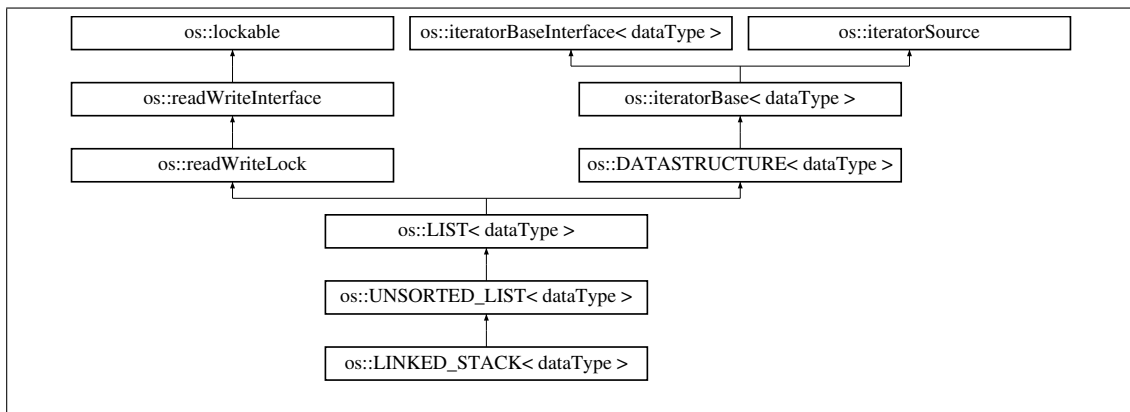 os::lockable
os::iteratorBaseInterface< dataType >
os::iteratorSource
os::readWriteInterface
os::iteratorBase< dataType >
os::readWriteLock
os::DATASTRUCTURE< dataType >
os::LIST< dataType >
os::UNSORTED_LIST< dataType >
os::LINKED_STACK< dataType >